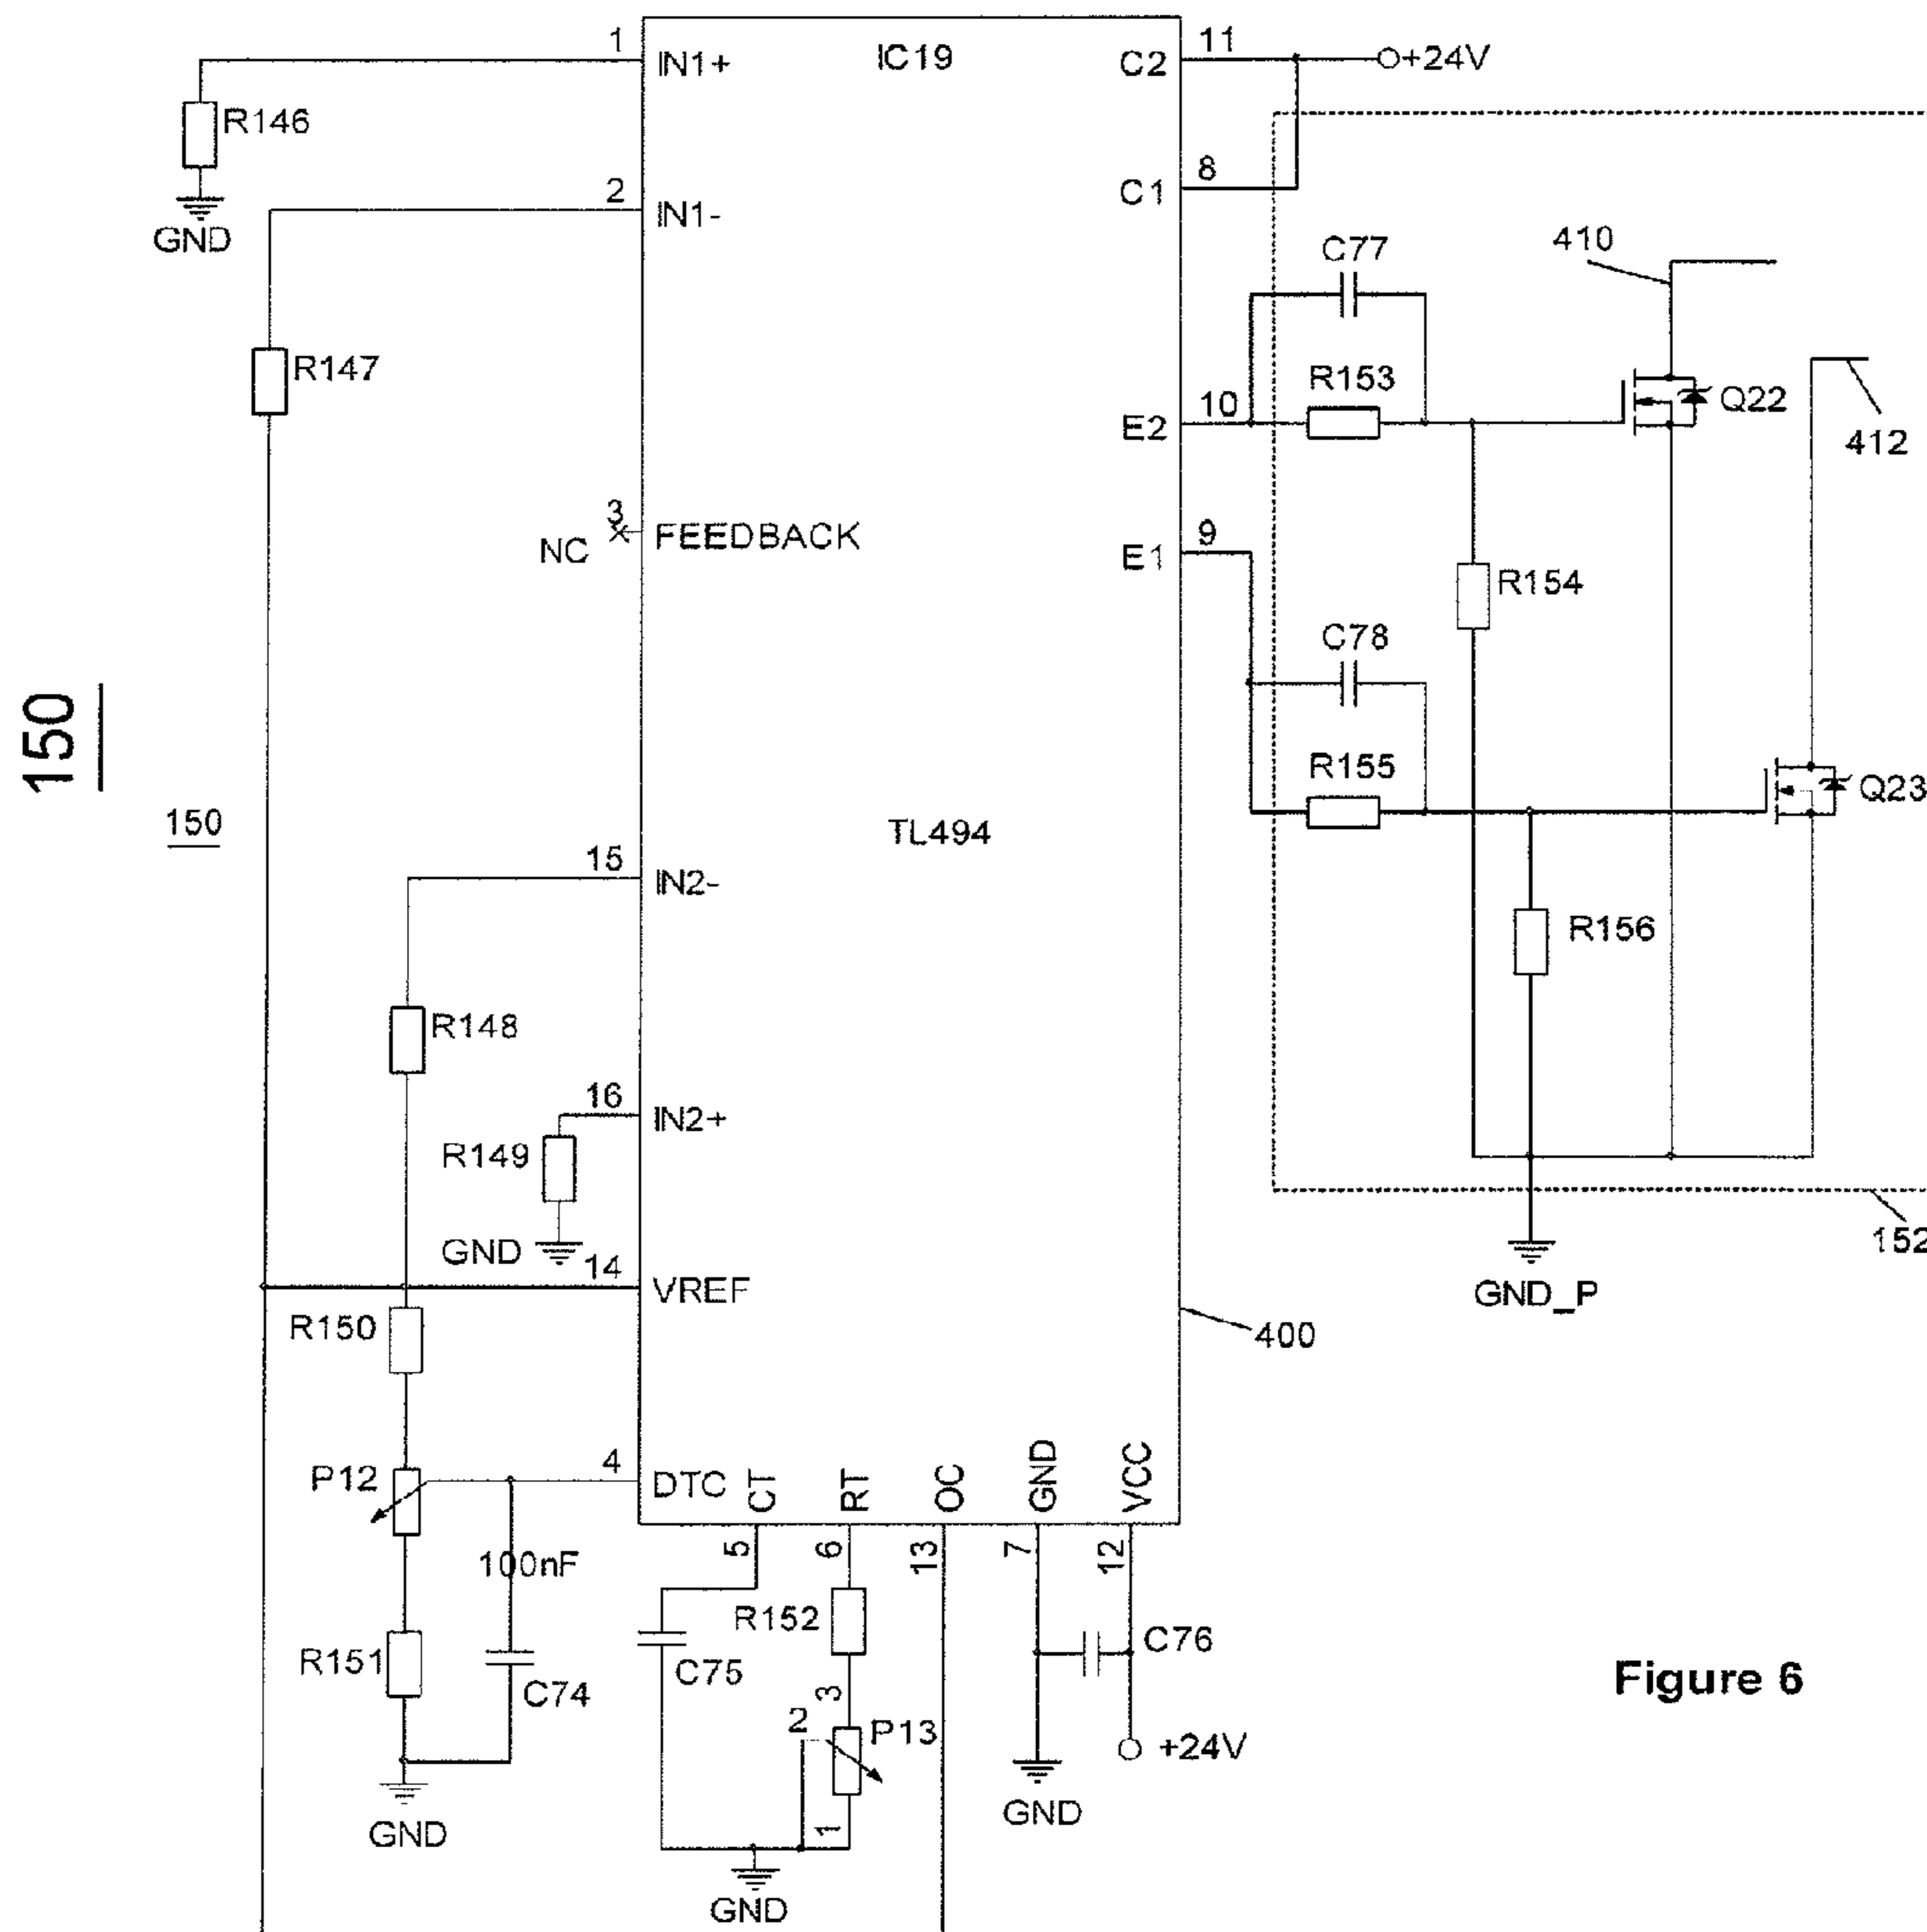 1
IN1+
IC19
C2
11
+24V
R146
GND
2
IN1-
8
C1
410
C77
R147
R153
10
E2
Q22
412
3
NC
FEEDBACK
9
E1
R154
C78
150
R155
Q23
150
TL494
15
IN2-
R156
R148
16
IN2+
R149
GND
152
14
VREF
GND_P
R150
400
4
P12
DTC
CT
RT
OC
GND
VCC
5
6
13
7
12
100nF
R152
C76
R151
C74
C75
3
2
P13
+24V
1
GND
GND
GND
Figure 6